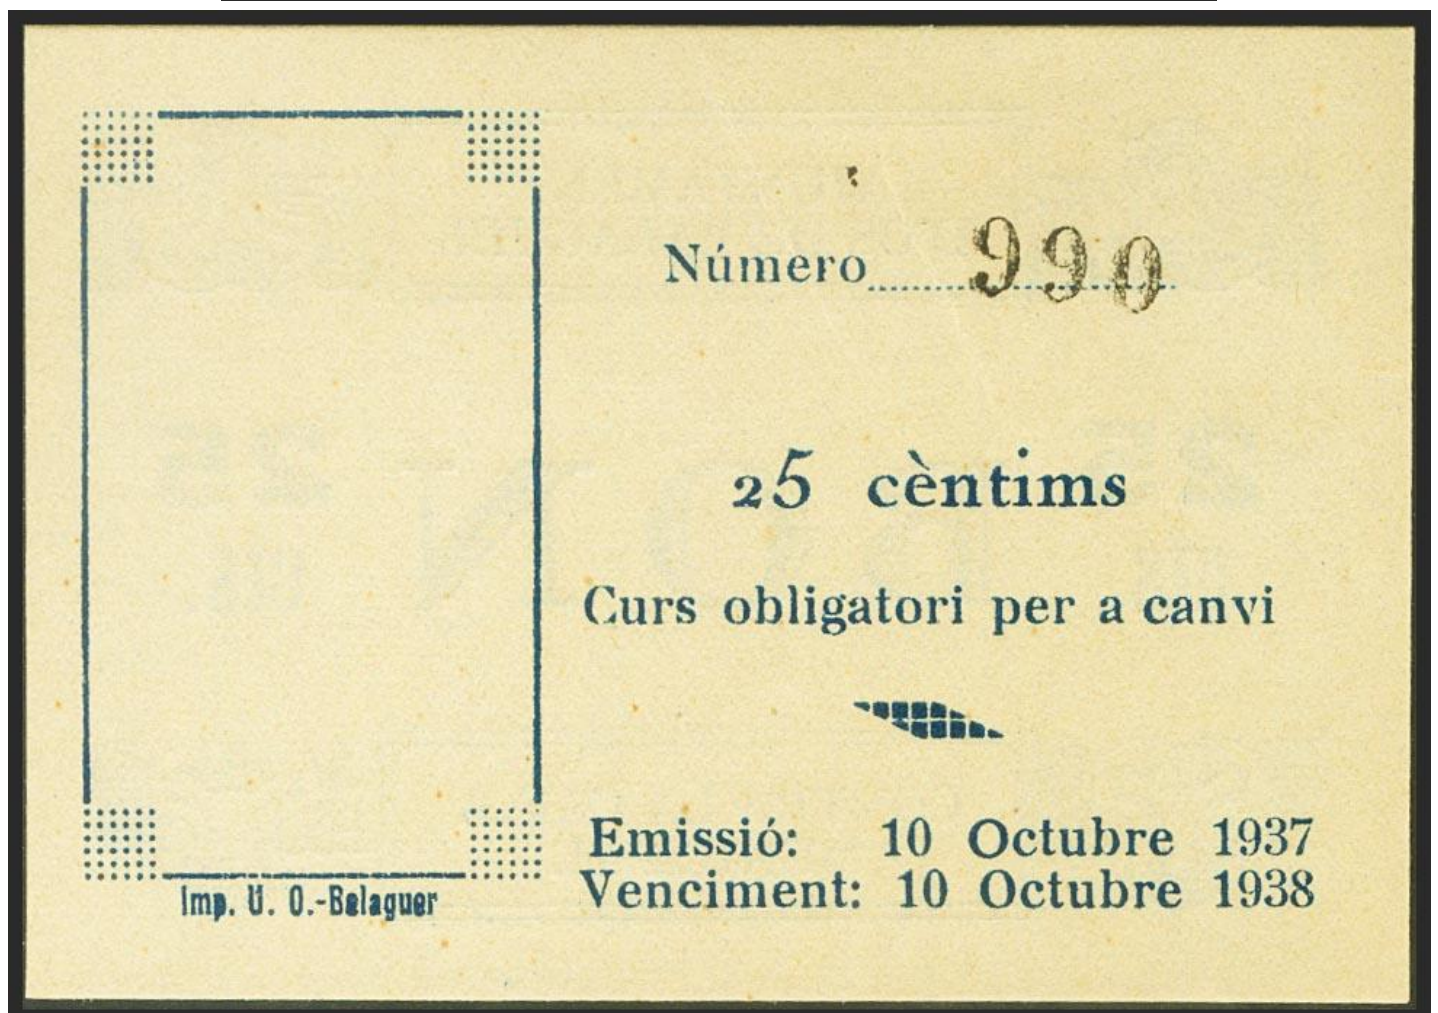 Número 990
25 cèntims
Curs obligatori per a canvi
Emissió: 10 Octubre 1937
Venciment: 10 Octubre 1938
Imp. U. O.-Balaguer